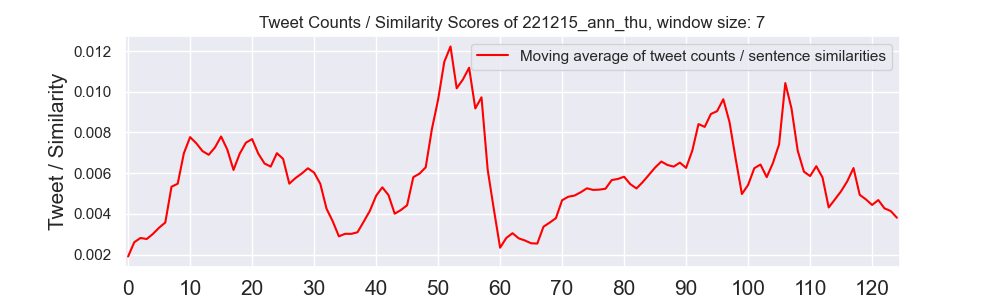 Tweet Counts / Similarity Scores of 221215_ann_thu, window size: 7
Moving average of tweet counts / sentence similarities
Tweet / Similarity
0.012
0.010
0.008
0.006
0.004
0.002
0 10 20 30 40 50 60 70 80 90 100 110 120